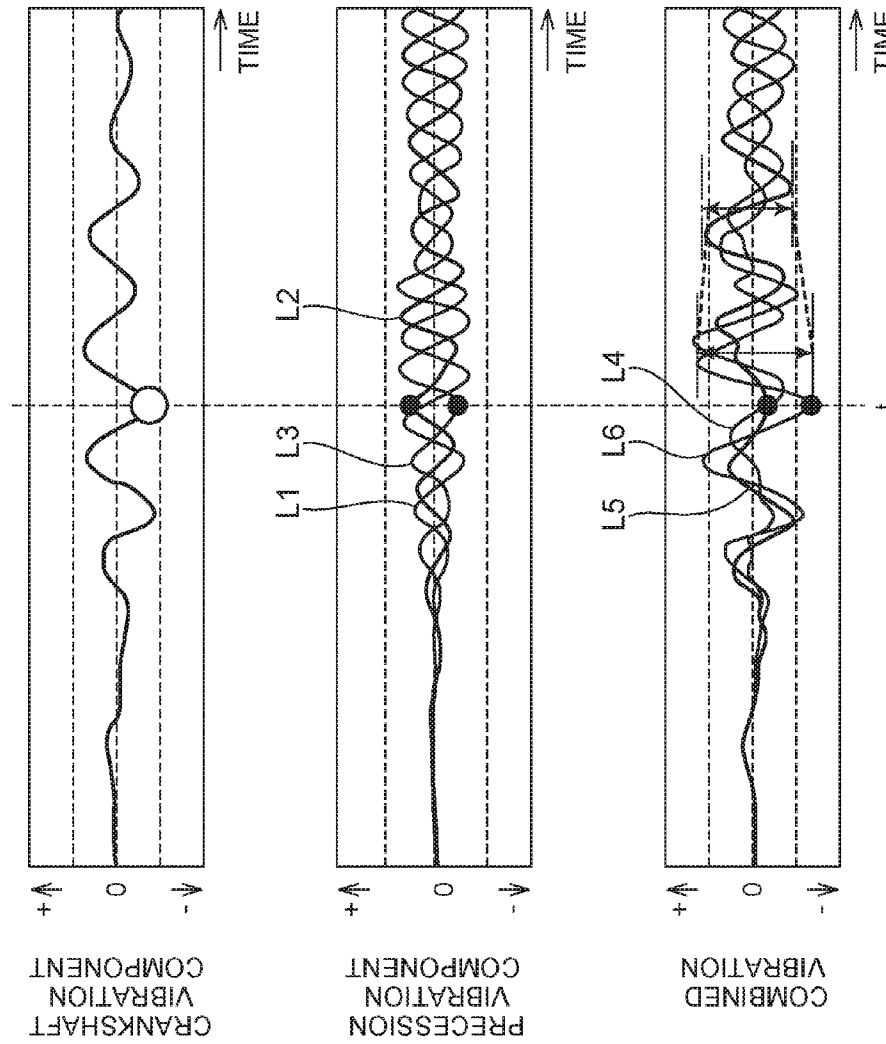 CRANKSHAFT
VIBRATION
COMPONENT
+
0
-
TIME
PRECESSION
VIBRATION
COMPONENT
+
0
-
L1
L3
L2
TIME
COMBINED
VIBRATION
+
0
-
L5
L6
L4
t
TIME